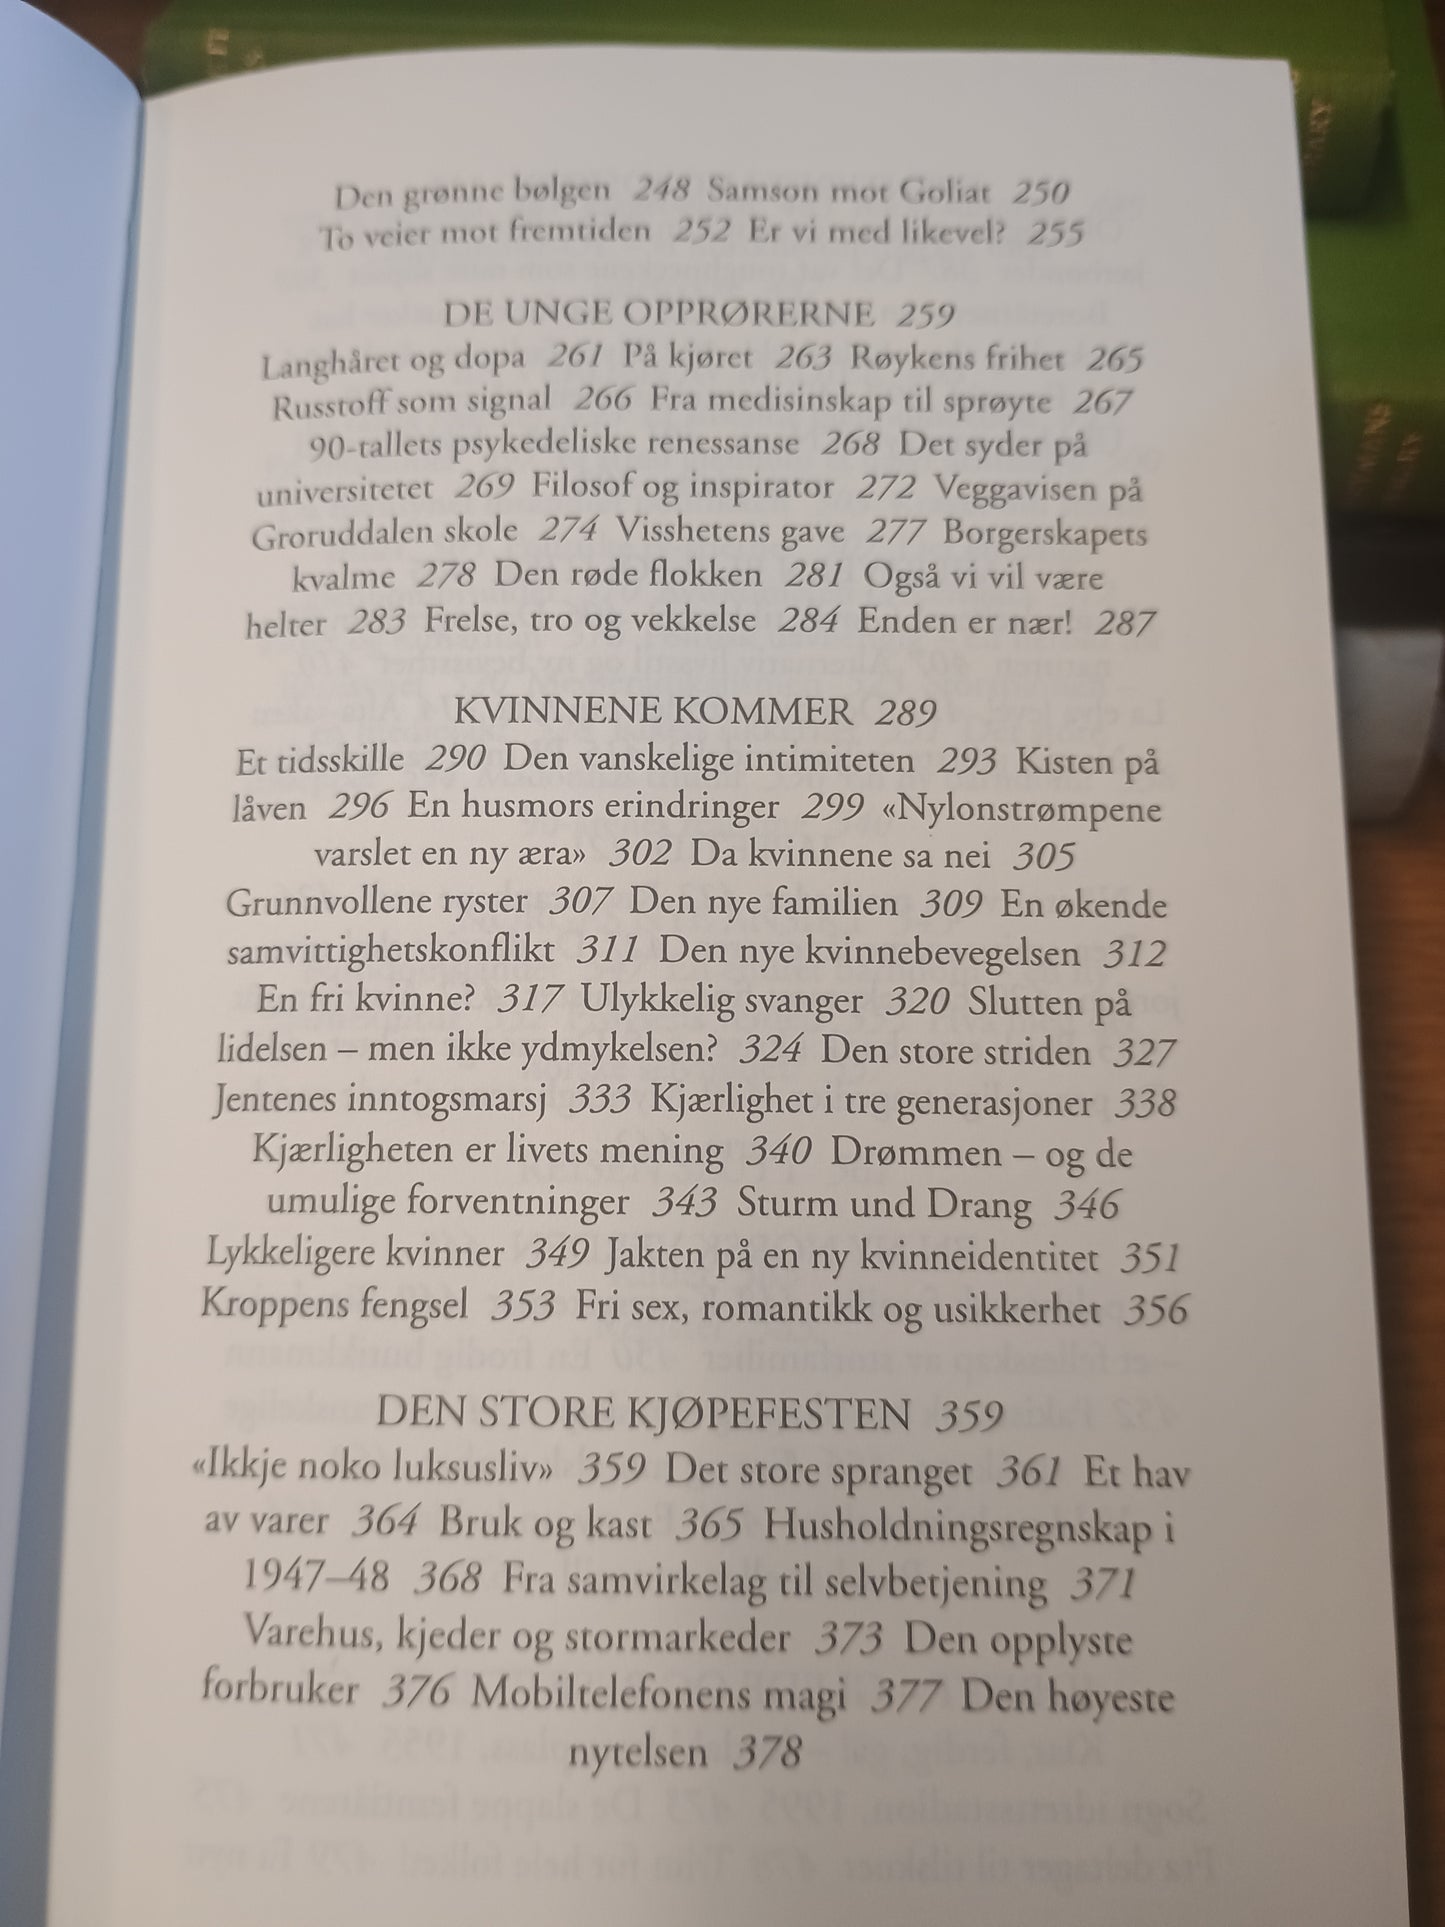 Den grønne bølgen 248 Samson mot Goliat 250
To veier mot fremtiden 252 Er vi med likevel? 255
DE UNGE OPPRØRERNE 259
Langhåret og dopa 261 På kjøret 263 Røykens frihet 265
Russtoff som signal 266 Fra medisinskap til sprøyte 267
90-tallets psykedeliske renessanse 268 Det syder på
universitetet 269 Filosof og inspirator 272 Veggavisen på
Groruddalen skole 274 Visshetens gave 277 Borgerskapets
kvalme 278 Den røde flokken 281 Også vi vil være
helter 283 Frelse, tro og vekkelse 284 Enden er nær! 287
KVINNENE KOMMER 289
Et tidsskille 290 Den vanskelige intimiteten 293 Kisten på
låven 296 En husmors erindringer 299 «Nylonstrømpene
varslet en ny æra» 302 Da kvinnene sa nei 305
Grunnvollene ryster 307 Den nye familien 309 En økende
samvittighetskonflikt 311 Den nye kvinnebevegelsen 312
En fri kvinne? 317 Ulykkelig svanger 320 Slutten på
lidelsen – men ikke ydmykelsen? 324 Den store striden 327
Jentenes inntogsmarsj 333 Kjærlighet i tre generasjoner 338
Kjærligheten er livets mening 340 Drømmen – og de
umulige forventninger 343 Sturm und Drang 346
Lykkeligere kvinner 349 Jakten på en ny kvinneidentitet 351
Kroppens fengsel 353 Fri sex, romantikk og usikkerhet 356
DEN STORE KJØPEFESTEN 359
«Ikkje noko luksusliv» 359 Det store spranget 361 Et hav
av varer 364 Bruk og kast 365 Husholdningsregnskap i
1947–48 368 Fra samvirkelag til selvbetjening 371
Varehus, kjeder og stormarkeder 373 Den opplyste
forbruker 376 Mobiltelefonens magi 377 Den høyeste
nytelsen 378